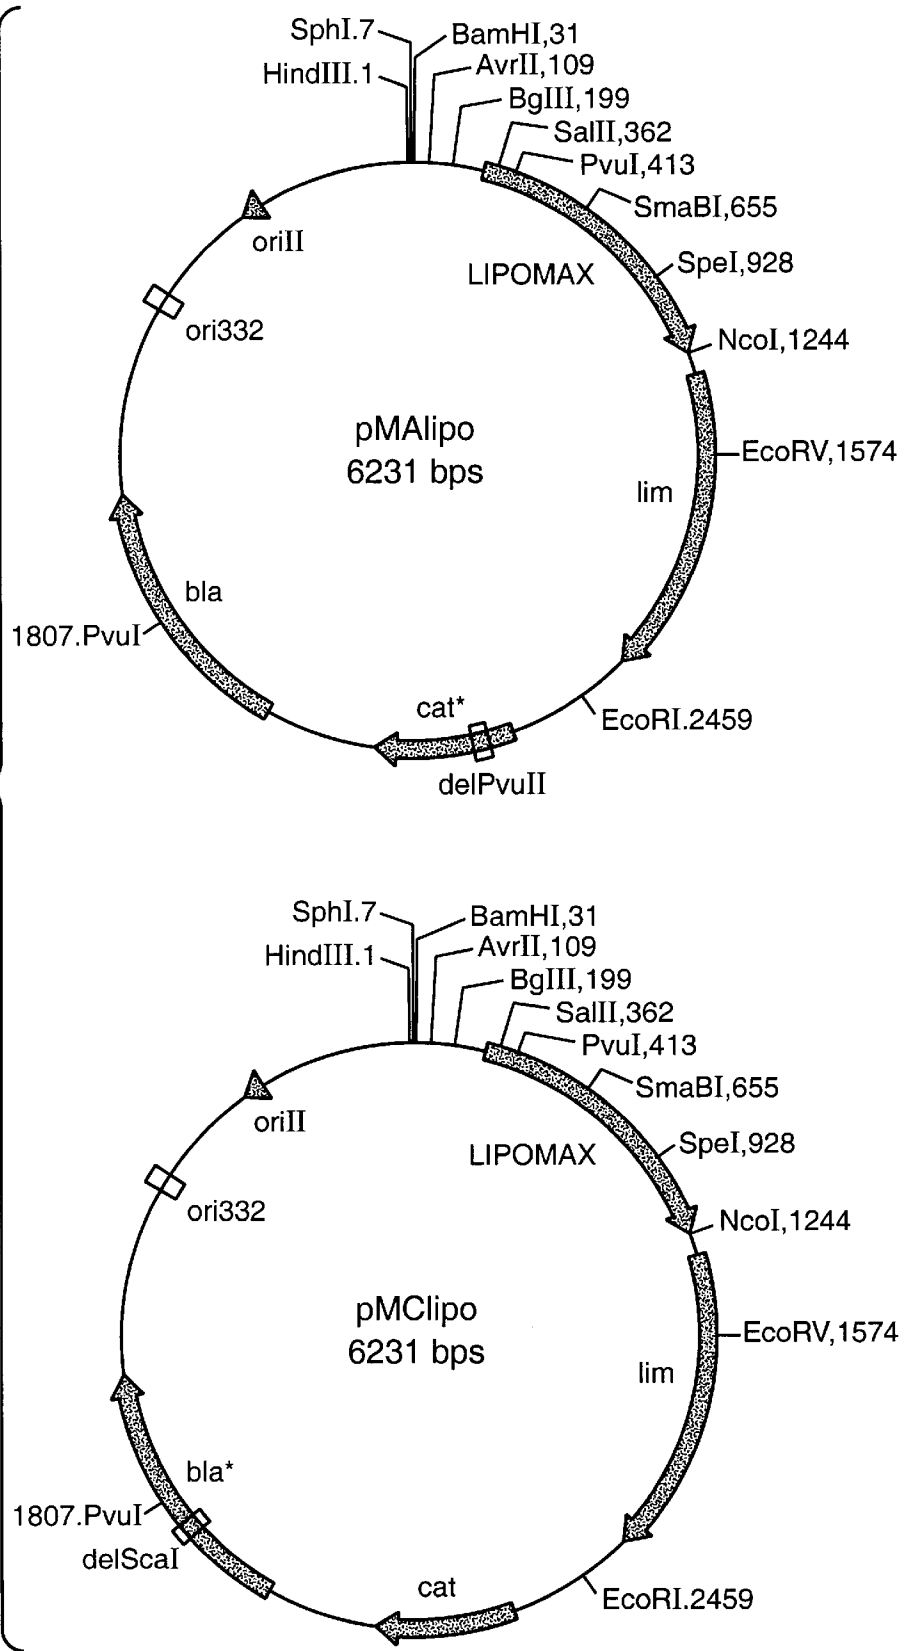 SphI.7
BamHI,31
HindIII.1
AvrII,109
BgIII,199
SalII,362
PvuI,413
SmaBI,655
oriII
LIPOMAX
SpeI,928
ori332
NcoI,1244
pMAlipo
6231 bps
EcoRV,1574
lim
bla
1807.PvuI
cat*
EcoRI.2459
delPvuII
SphI.7
BamHI,31
HindIII.1
AvrII,109
BgIII,199
SalII,362
PvuI,413
SmaBI,655
oriII
LIPOMAX
SpeI,928
ori332
NcoI,1244
pMClipo
6231 bps
EcoRV,1574
lim
bla*
1807.PvuI
delScaI
cat
EcoRI.2459